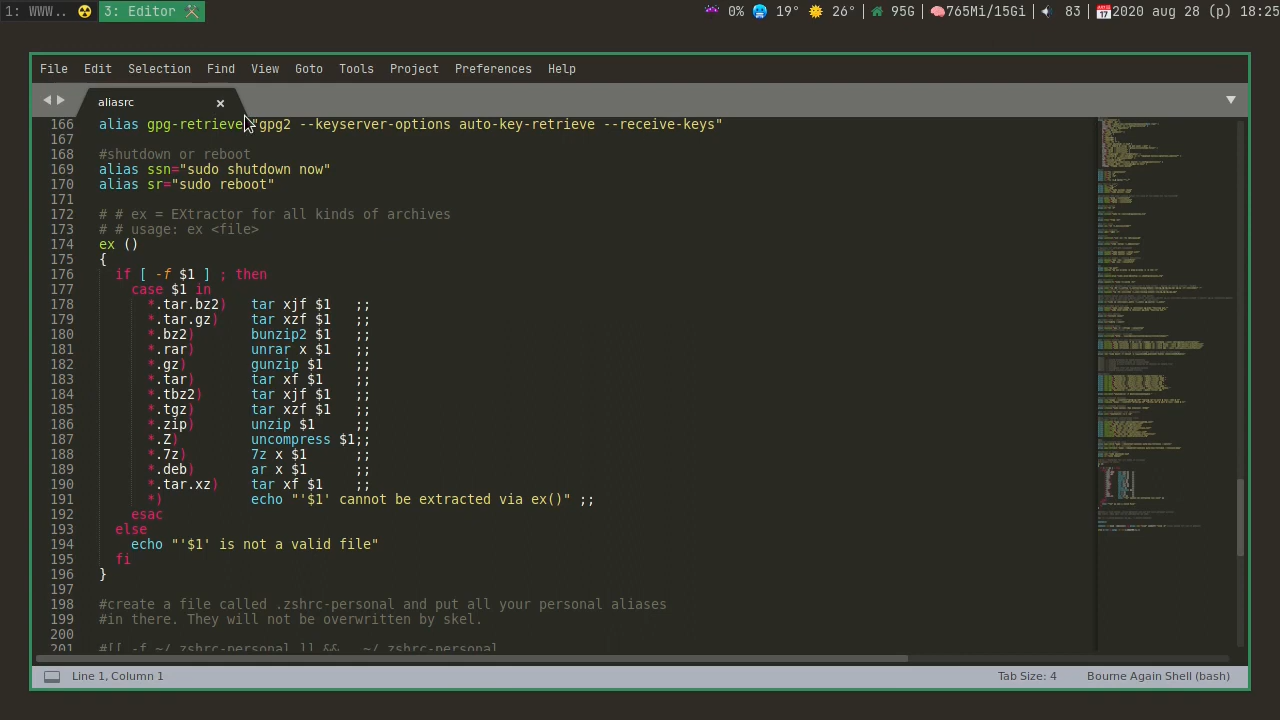 1: WWW.. 3: Editor 0% 19° 26° 95G 765Mi/15Gi 83 2020 aug 28 (p) 18:25
File Edit Selection Find View Goto Tools Project Preferences Help
aliasrc
166 alias gpg-retrieve "gpg2 --keyserver-options auto-key-retrieve --receive-keys"
167
168 #shutdown or reboot
169 alias ssn="sudo shutdown now"
170 alias sr="sudo reboot"
171
172 # # ex = EXtractor for all kinds of archives
173 # # usage: ex <file>
174 ex ()
175 {
176 if [ -f $1 ] ; then
177 case $1 in
178 *.tar.bz2) tar xjf $1 ;;
179 *.tar.gz) tar xzf $1 ;;
180 *.bz2) bunzip2 $1 ;;
181 *.rar) unrar x $1 ;;
182 *.gz) gunzip $1 ;;
183 *.tar) tar xf $1 ;;
184 *.tbz2) tar xjf $1 ;;
185 *.tgz) tar xzf $1 ;;
186 *.zip) unzip $1 ;;
187 *.Z) uncompress $1;;
188 *.7z) 7z x $1 ;;
189 *.deb) ar x $1 ;;
190 *.tar.xz) tar xf $1 ;;
191 *) echo "'$1' cannot be extracted via ex()" ;;
192 esac
193 else
194 echo "'$1' is not a valid file"
195 fi
196 }
197
198 #create a file called .zshrc-personal and put all your personal aliases
199 #in there. They will not be overwritten by skel.
200
201 #[[ -f ~/.zshrc-personal ]] && . ~/.zshrc-personal
Line 1, Column 1 Tab Size: 4 Bourne Again Shell (bash)